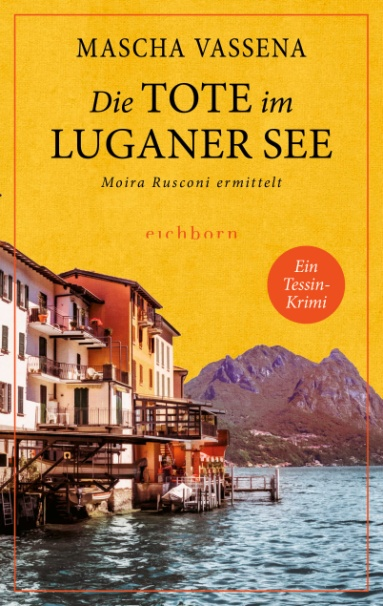 MASCHA VASSENA
Die TOTE im
LUGANER SEE
Moira Rusconi ermittelt
eichborn
Ein
Tessin-
Krimi